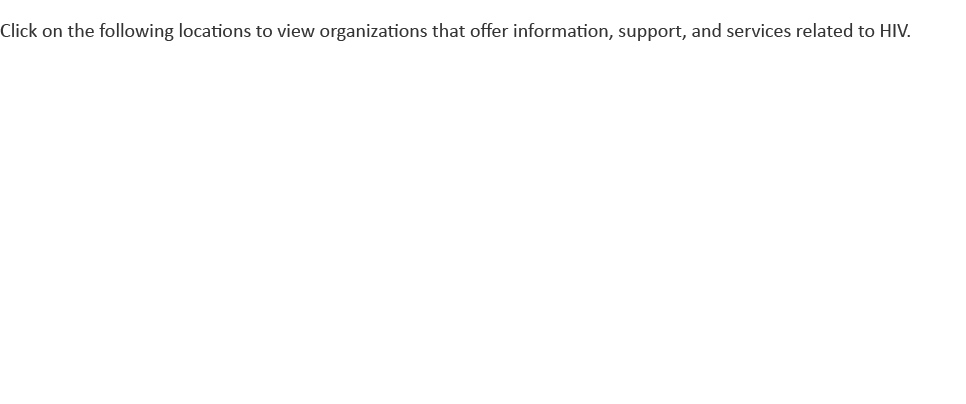 Click on the following locations to view organizations that offer information, support, and services related to HIV.